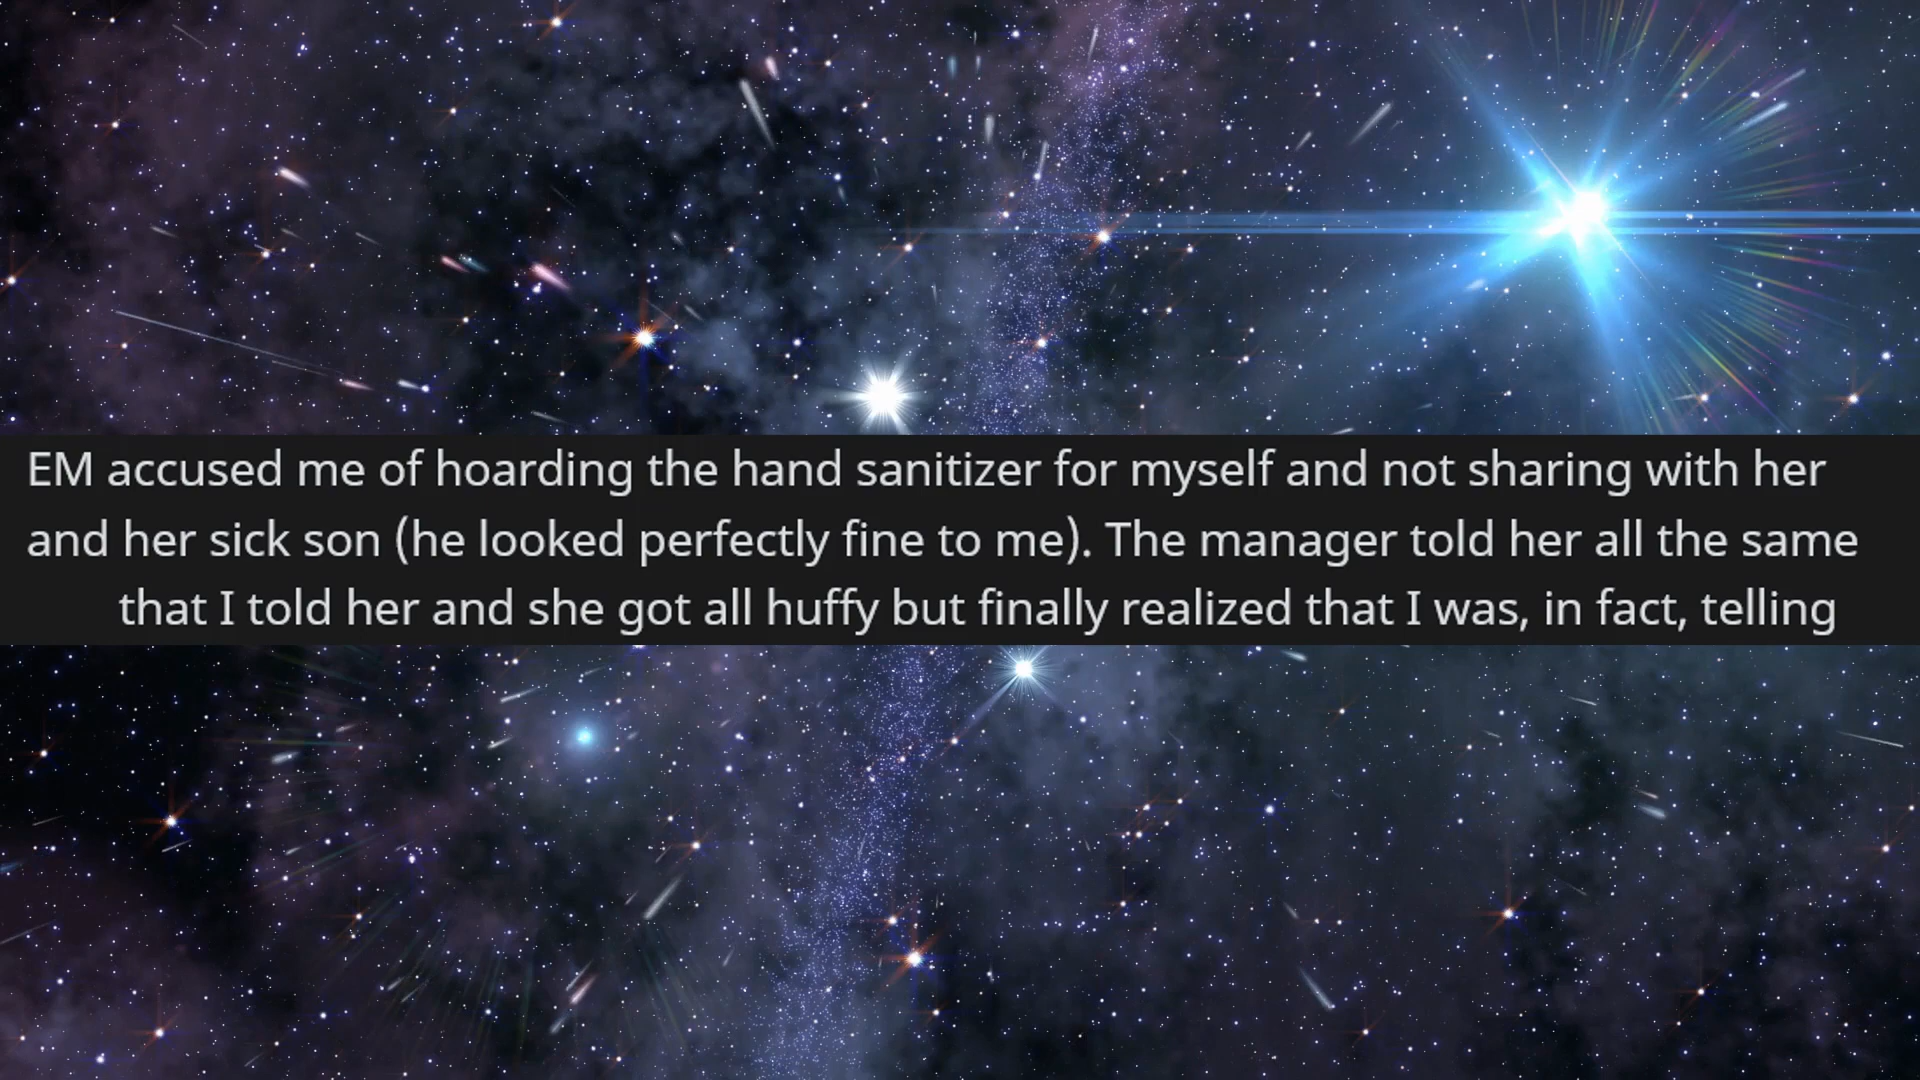 EM accused me of hoarding the hand sanitizer for myself and not sharing with her
and her sick son (he looked perfectly fine to me). The manager told her all the same
that I told her and she got all huffy but finally realized that I was, in fact, telling